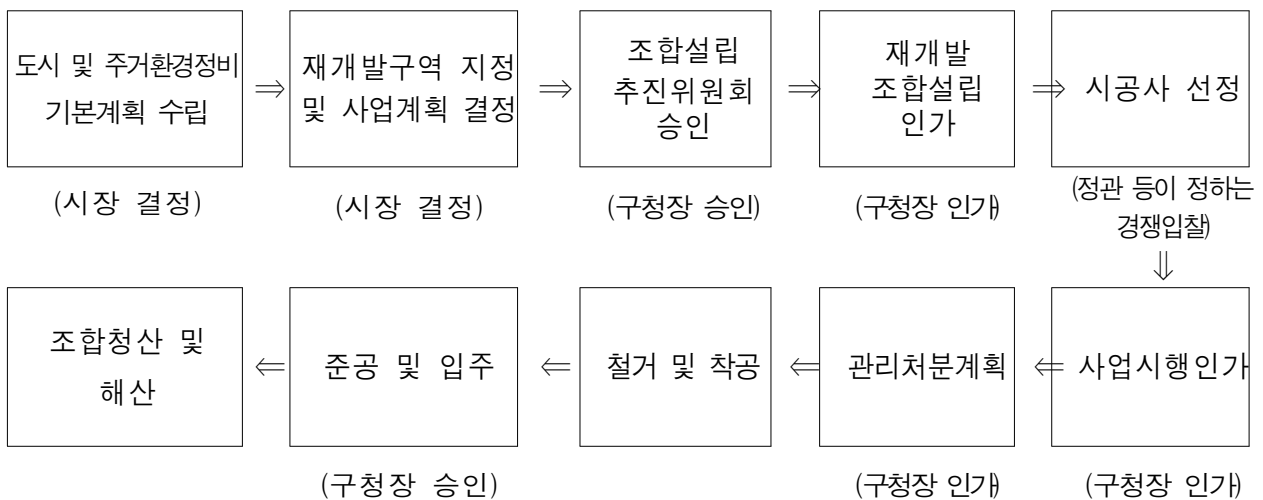 도시 및 주거환경정비
기본계획 수립
⇒
재개발구역 지정
및 사업계획 결정
⇒
조합설립
추진위원회
승인
⇒
재개발
조합설립
인가
⇒
시공사 선정
(시장 결정)
(시장 결정)
(구청장 승인)
(구청장 인가)
(정관 등이 정하는
경쟁입찰)
⇓
조합청산 및
해산
⇐
준공 및 입주
⇐
철거 및 착공
⇐
관리처분계획
⇐
사업시행인가
(구청장 승인)
(구청장 인가)
(구청장 인가)